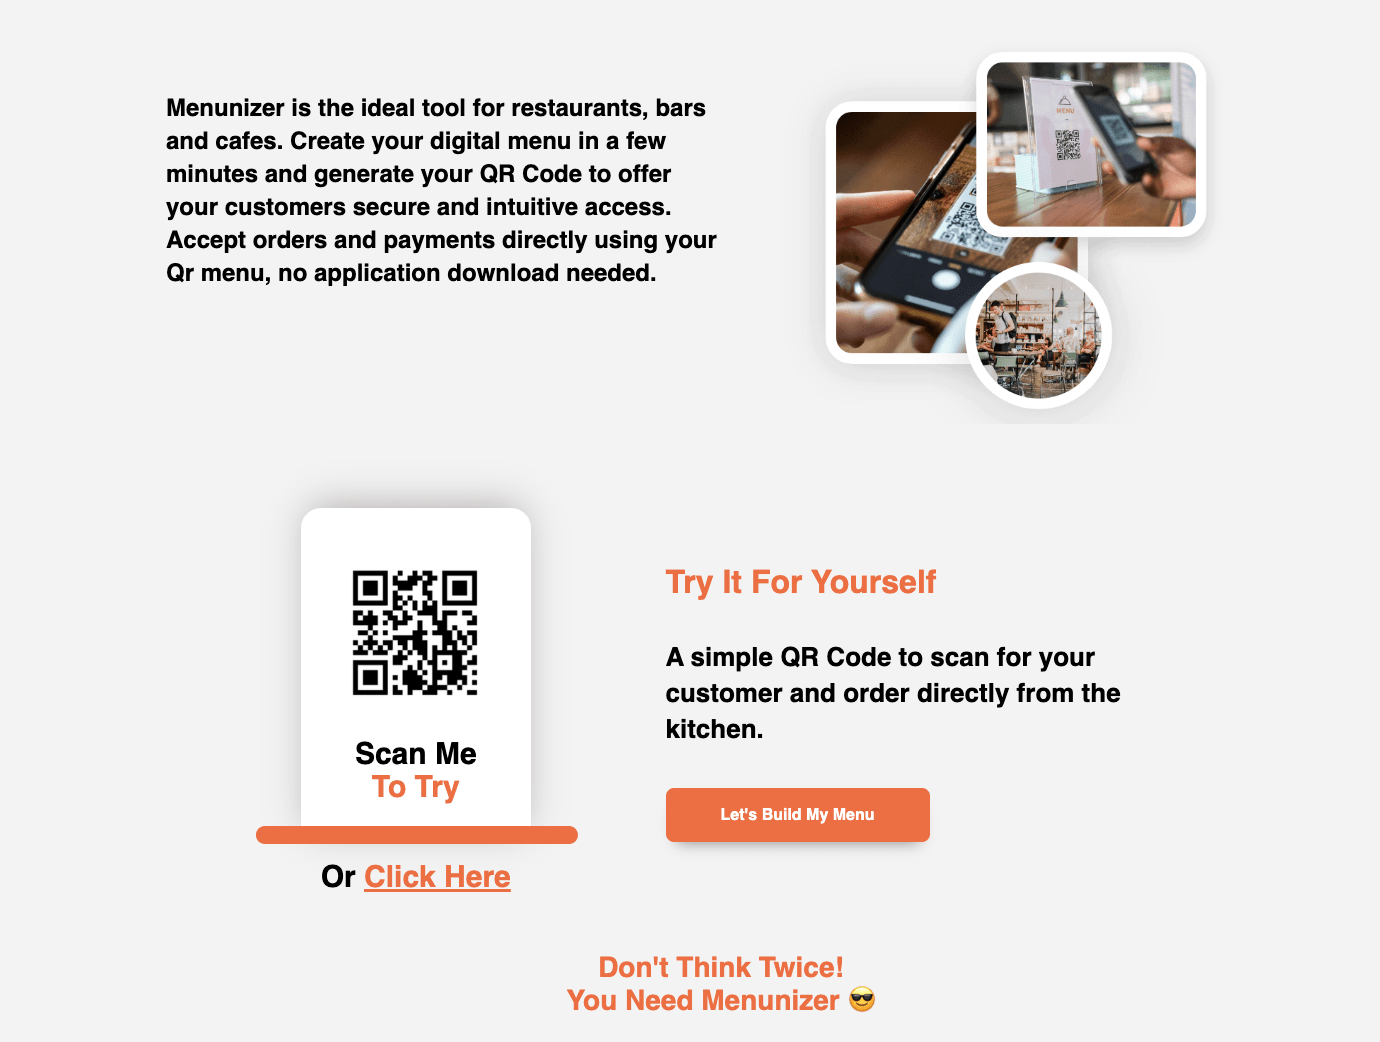 Menunizer is the ideal tool for restaurants, bars
and cafes. Create your digital menu in a few
minutes and generate your QR Code to offer
your customers secure and intuitive access.
Accept orders and payments directly using your
Qr menu, no application download needed.
MENU
Scan Me
To Try
Or Click Here
Try It For Yourself
A simple QR Code to scan for your
customer and order directly from the
kitchen.
Let's Build My Menu
Don't Think Twice!
You Need Menunizer 😎